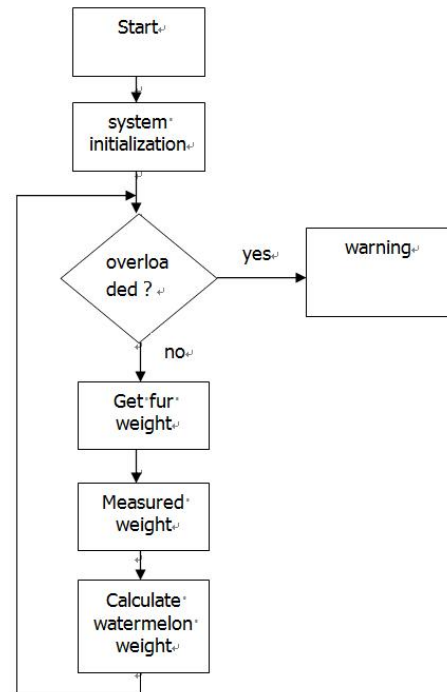 Start
system
initialization
overloa
ded ?
yes
warning
no
Get fur
weight
Measured
weight
Calculate
watermelon
weight